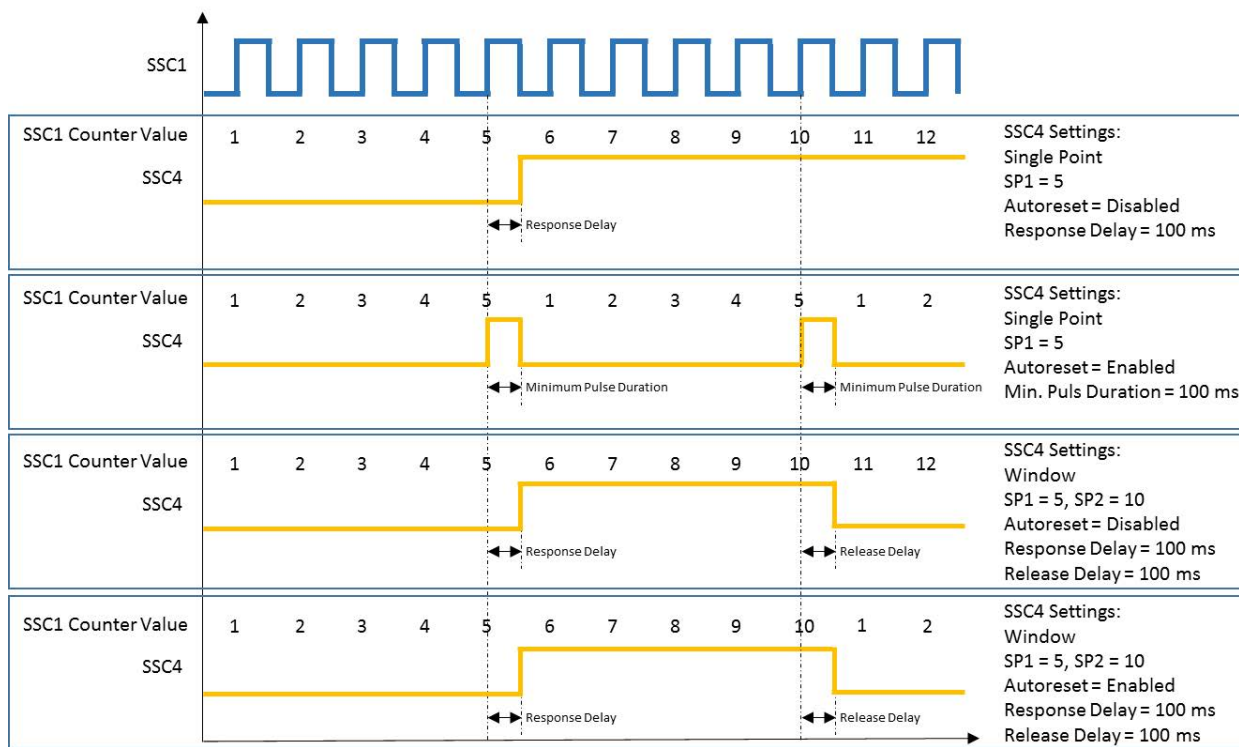 SSC1
SSC1 Counter Value 1 2 3 4 5 6 7 8 9 10 11 12
SSC4
Response Delay
SSC4 Settings:
Single Point
SP1 = 5
Autoreset = Disabled
Response Delay = 100 ms
SSC1 Counter Value 1 2 3 4 5 1 2 3 4 5 1 2
SSC4
Minimum Pulse Duration Minimum Pulse Duration
SSC4 Settings:
Single Point
SP1 = 5
Autoreset = Enabled
Min. Puls Duration = 100 ms
SSC1 Counter Value 1 2 3 4 5 6 7 8 9 10 11 12
SSC4
Response Delay Release Delay
SSC4 Settings:
Window
SP1 = 5, SP2 = 10
Autoreset = Disabled
Response Delay = 100 ms
Release Delay = 100 ms
SSC1 Counter Value 1 2 3 4 5 6 7 8 9 10 1 2
SSC4
Response Delay Release Delay
SSC4 Settings:
Window
SP1 = 5, SP2 = 10
Autoreset = Enabled
Response Delay = 100 ms
Release Delay = 100 ms